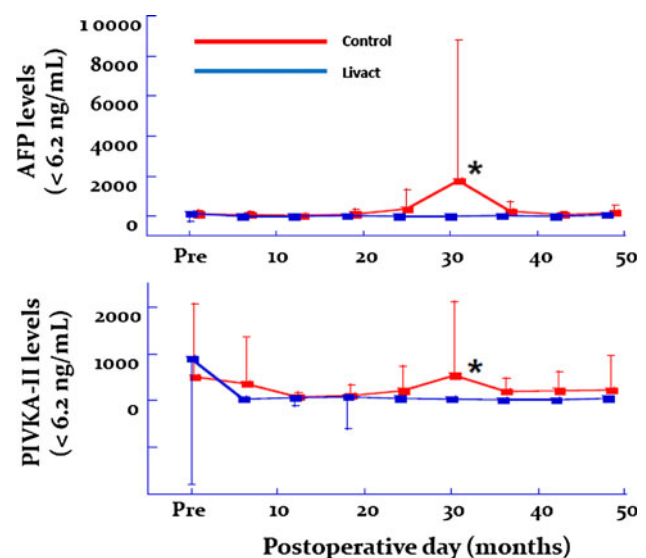 10000
8000
6000
4000
2000
0
AFP levels
(< 6.2 ng/mL)
Control
Livact
*
Pre 10 20 30 40 50
2000
1000
0
PIVKA-II levels
(< 6.2 ng/mL)
*
Pre 10 20 30 40 50
Postoperative day (months)